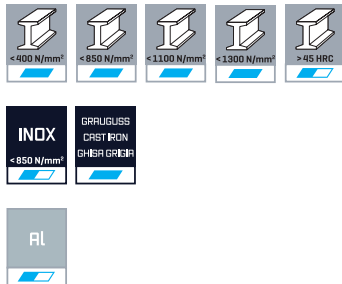 <400 N/mm² <850 N/mm² <1100 N/mm² <1300 N/mm² >45 HRC
INOX
<850 N/mm²
GRAUGUSS
CAST IRON
GHISA GRIGIA
Al